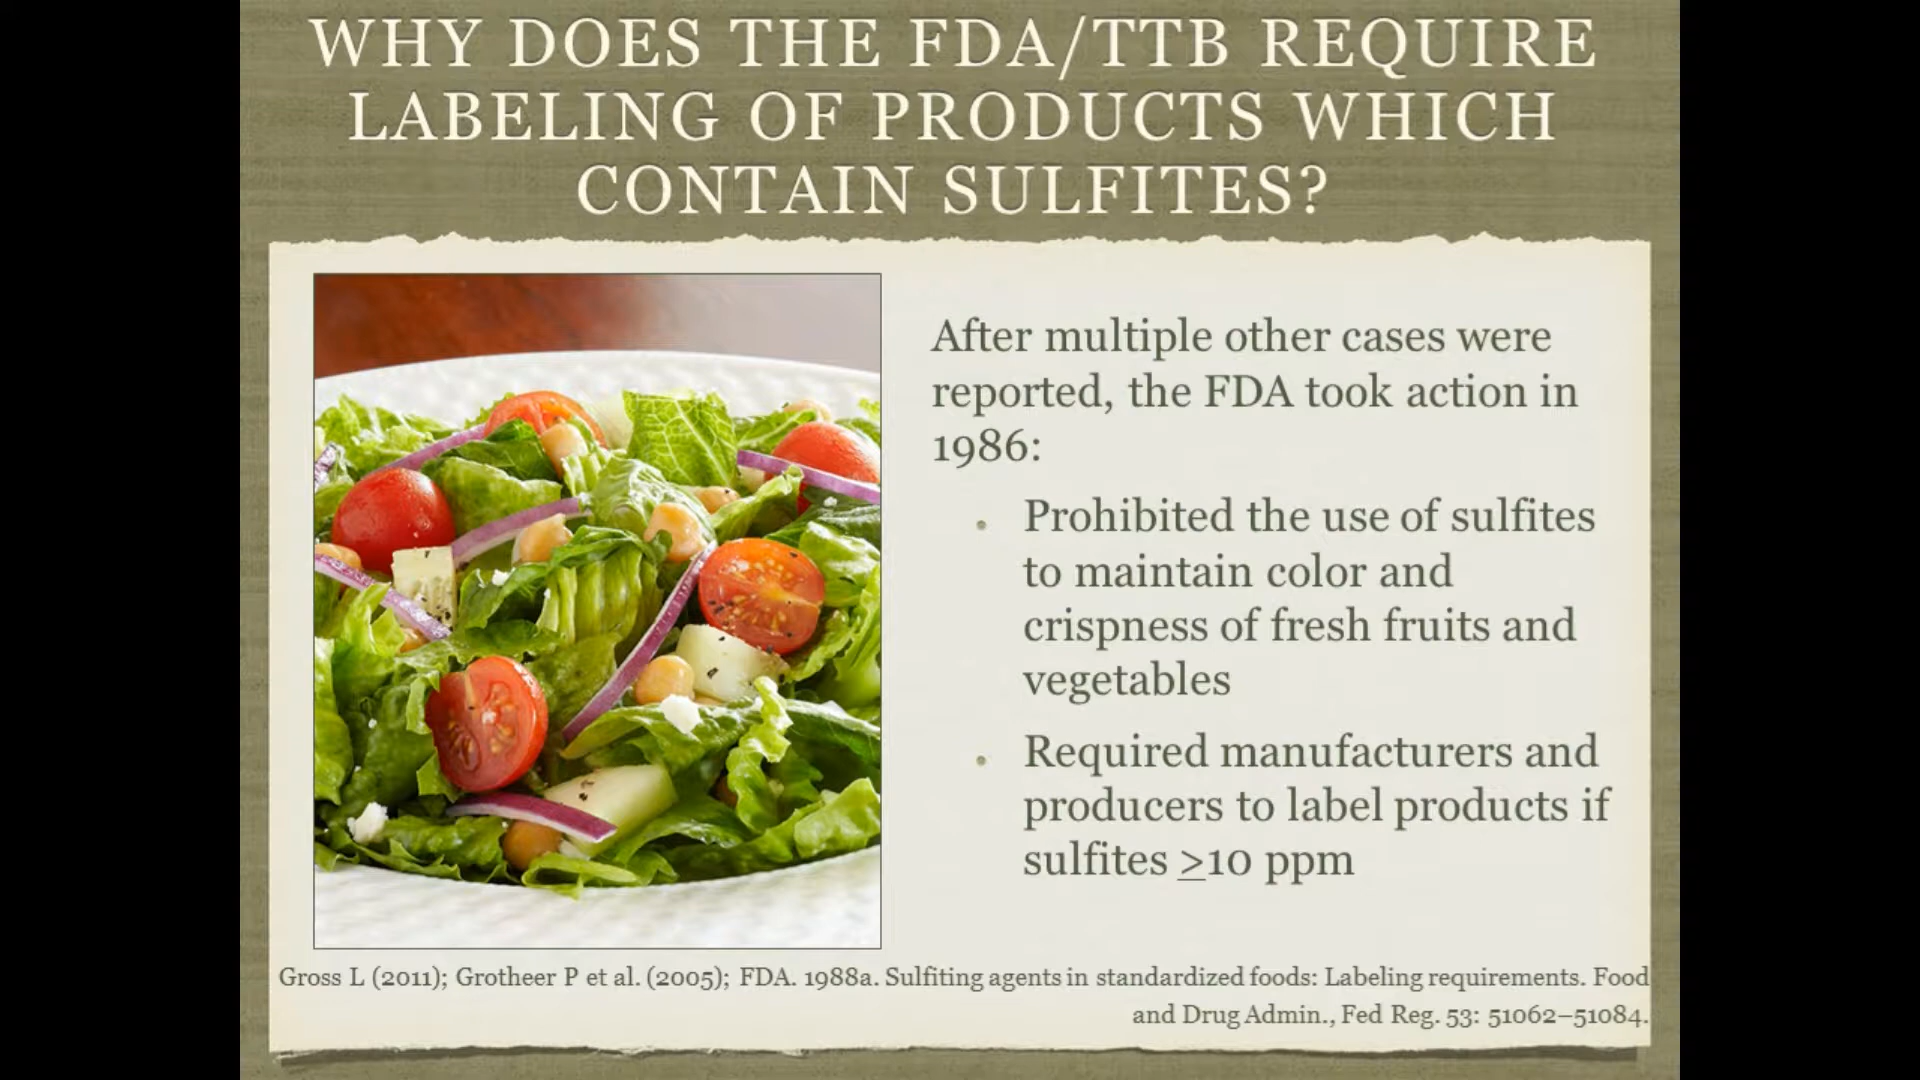 WHY DOES THE FDA/TTB REQUIRE
LABELING OF PRODUCTS WHICH
CONTAIN SULFITES?
After multiple other cases were
reported, the FDA took action in
1986:
• Prohibited the use of sulfites
to maintain color and
crispness of fresh fruits and
vegetables
• Required manufacturers and
producers to label products if
sulfites >10 ppm
Gross L (2011); Grotheer P et al. (2005); FDA. 1988a. Sulfiting agents in standardized foods: Labeling requirements. Food
and Drug Admin., Fed Reg. 53: 51062–51084.